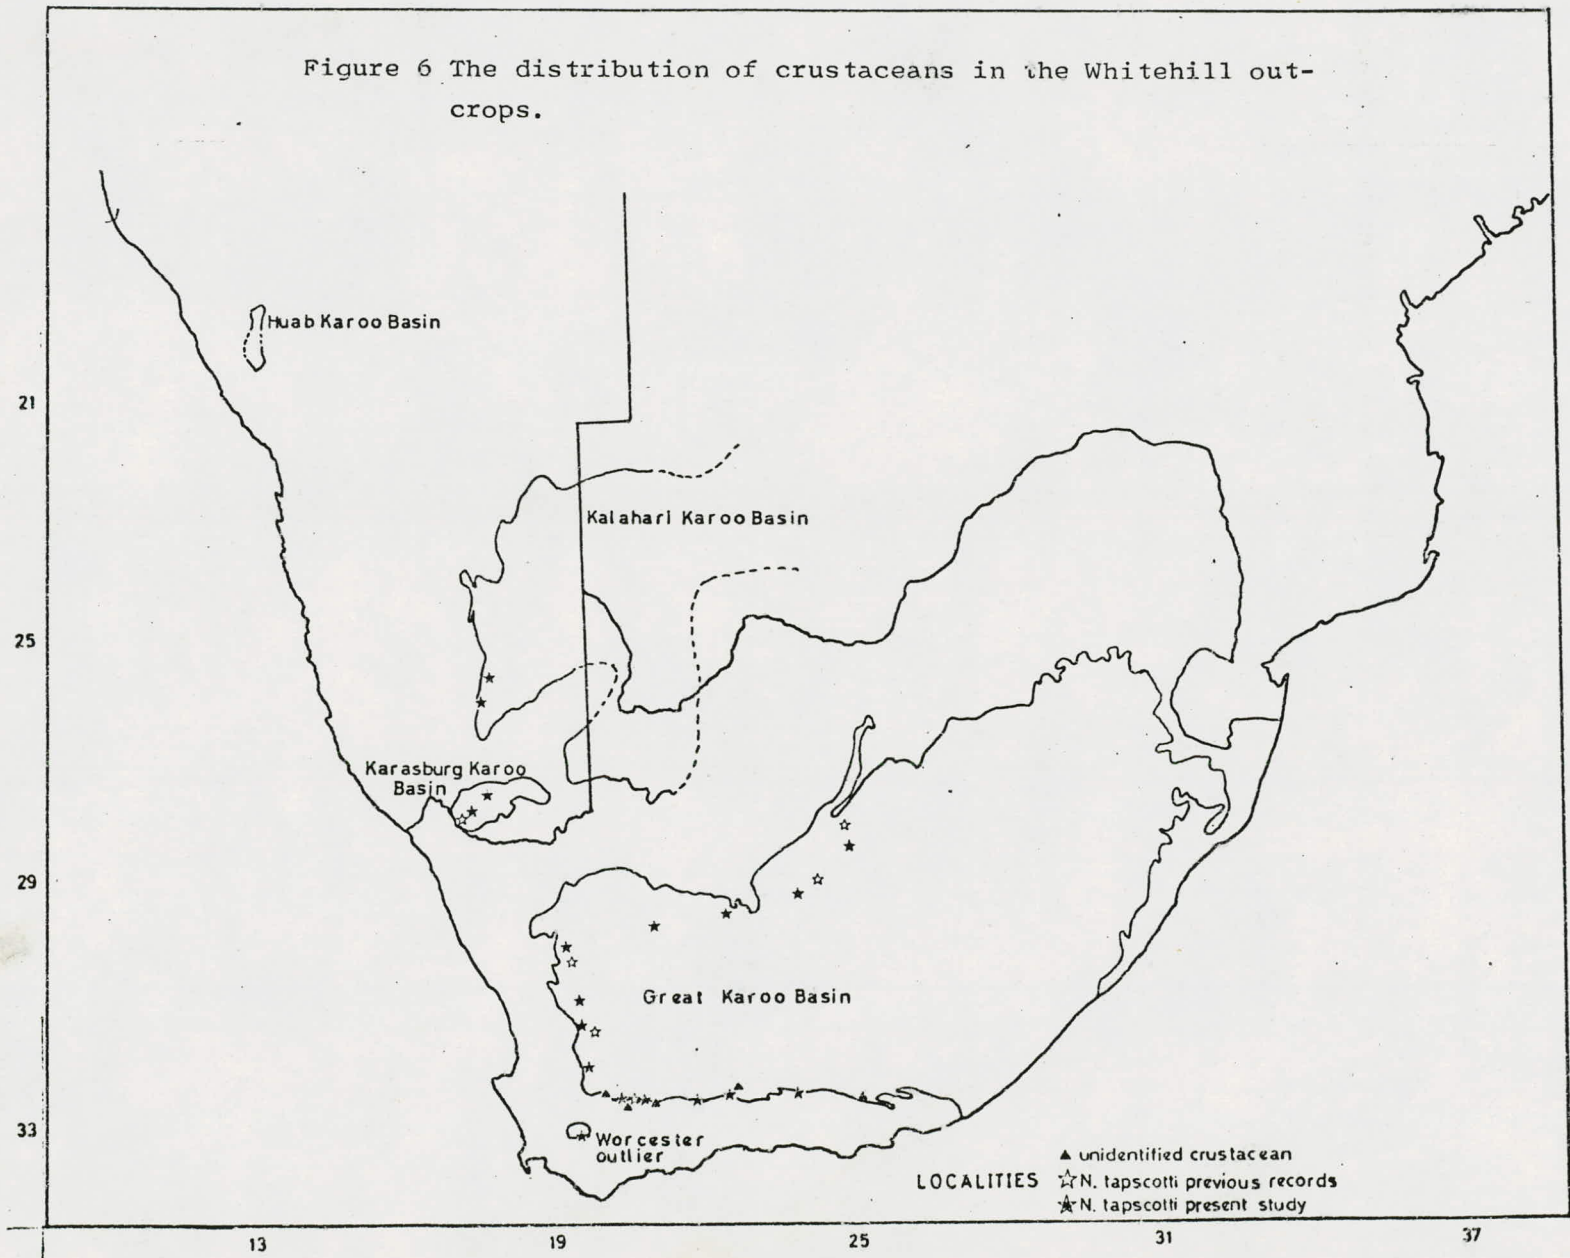 Figure 6 The distribution of crustaceans in the Whitehill out-
crops.
Huab Karoo Basin
21
Kalahari Karoo Basin
25
Karasburg Karoo
Basin
29
Great Karoo Basin
33
Worcester
outlier
▲ unidentified crustacean
LOCALITIES ☆ N. tapscotti previous records
★ N. tapscotti present study
13 19 25 31 37